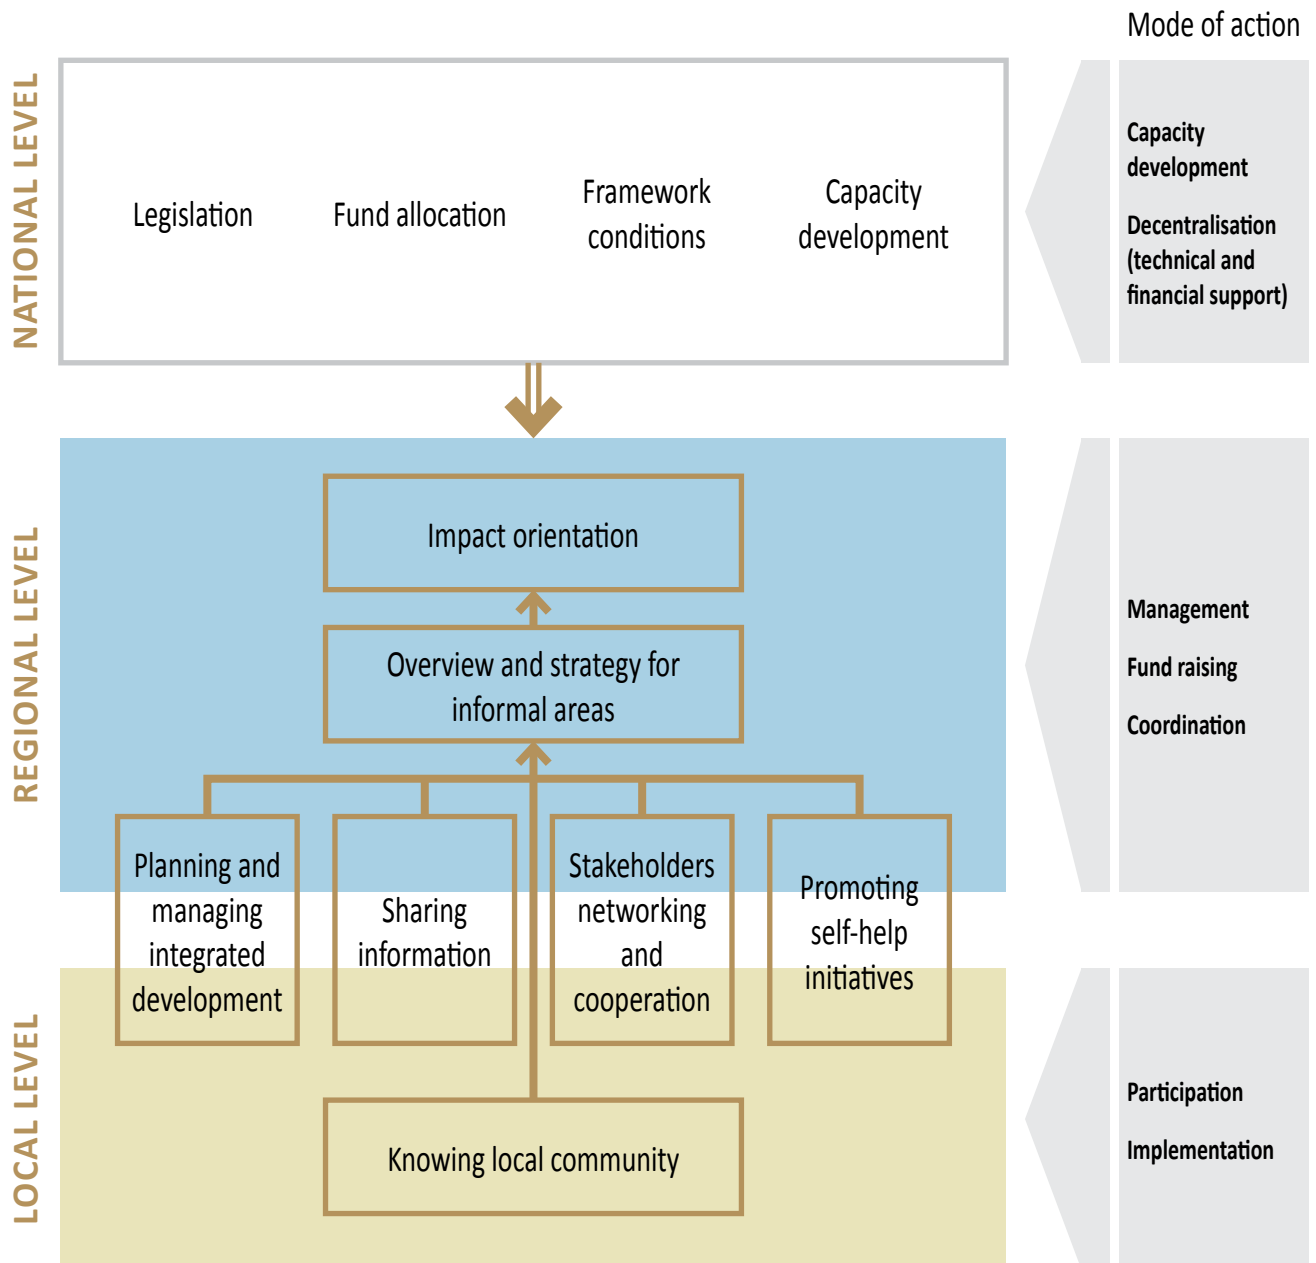 Mode of action
NATIONAL LEVEL
Legislation
Fund allocation
Framework
conditions
Capacity
development
Capacity
development
Decentralisation
(technical and
financial support)
REGIONAL LEVEL
Impact orientation
Overview and strategy for
informal areas
Management
Fund raising
Coordination
Planning and
managing
integrated
development
Sharing
information
Stakeholders
networking
and
cooperation
Promoting
self-help
initiatives
LOCAL LEVEL
Knowing local community
Participation
Implementation